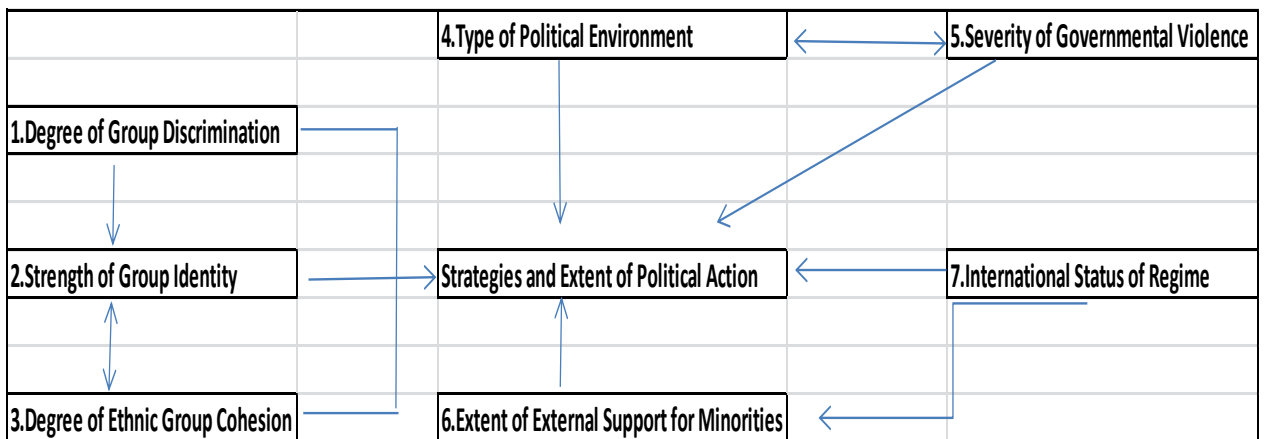 4.Type of Political Environment
5.Severity of Governmental Violence
1.Degree of Group Discrimination
2.Strength of Group Identity
Strategies and Extent of Political Action
7.International Status of Regime
3.Degree of Ethnic Group Cohesion
6.Extent of External Support for Minorities